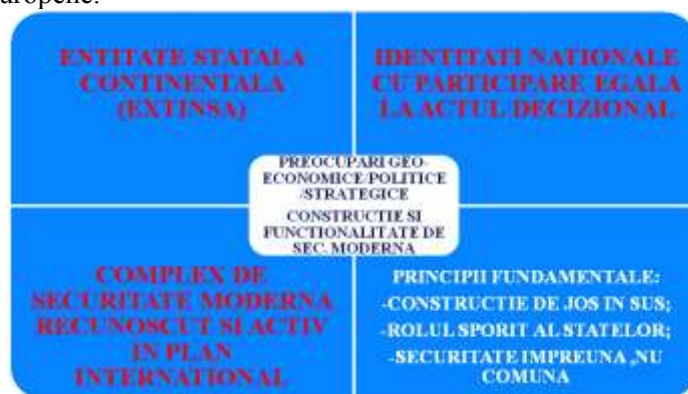 ENTITATE STATALA
CONTINENTALA
(EXTINSA)
IDENTITATI NATIONALE
CU PARTICIPARE EGALA
LA ACTUL DECIZIONAL
PREOCUPARI GEO-
ECONOMICE/POLITICE
/STRATEGICE
CONSTRUCTIE SI
FUNCTIONALITATE DE
SEC. MODERNA
COMPLEX DE
SECURITATE MODERNA
RECUNOSCUT SI ACTIV
IN PLAN
INTERNATIONAL
PRINCIPII FUNDAMENTALE:
-CONSTRUCTIE DE JOS IN SUS;
-ROLUL SPORIT AL STATELOR;
-SECURITATE IMPREUNA ,NU
COMUNA